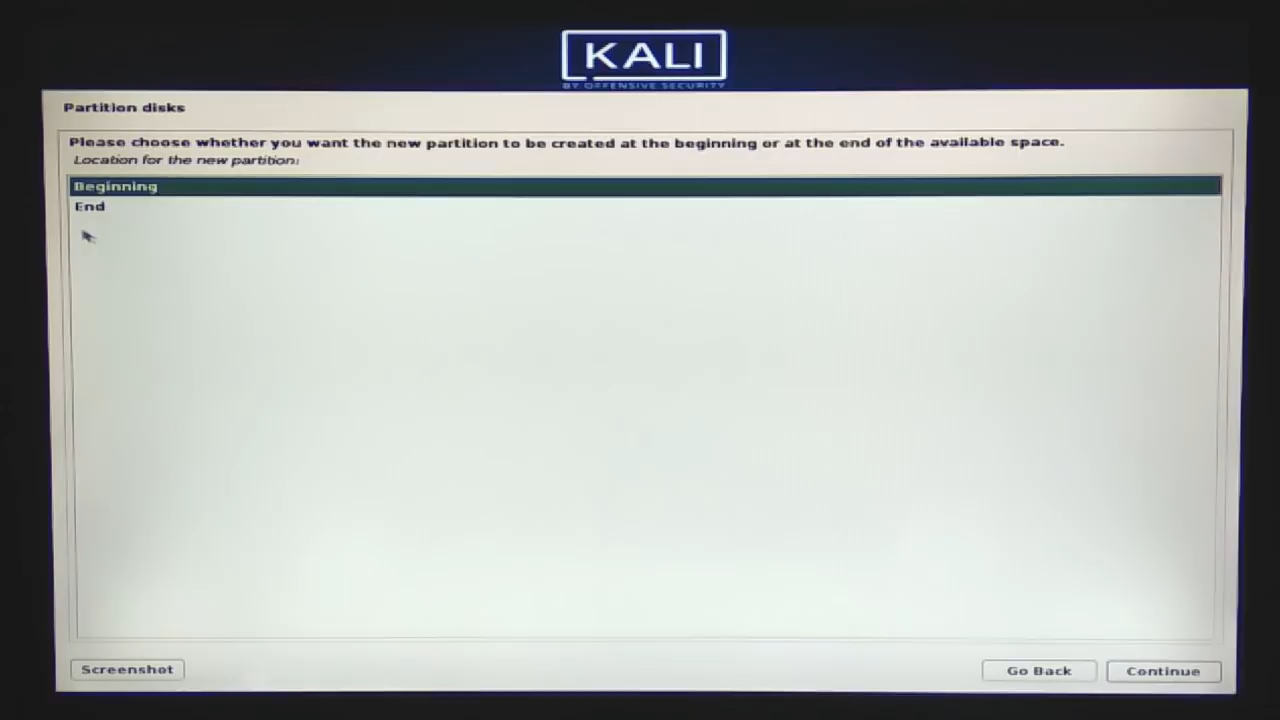 KALI
BY OFFENSIVE SECURITY
Partition disks
Please choose whether you want the new partition to be created at the beginning or at the end of the available space.
Location for the new partition:
Beginning
End
Screenshot
Go Back
Continue